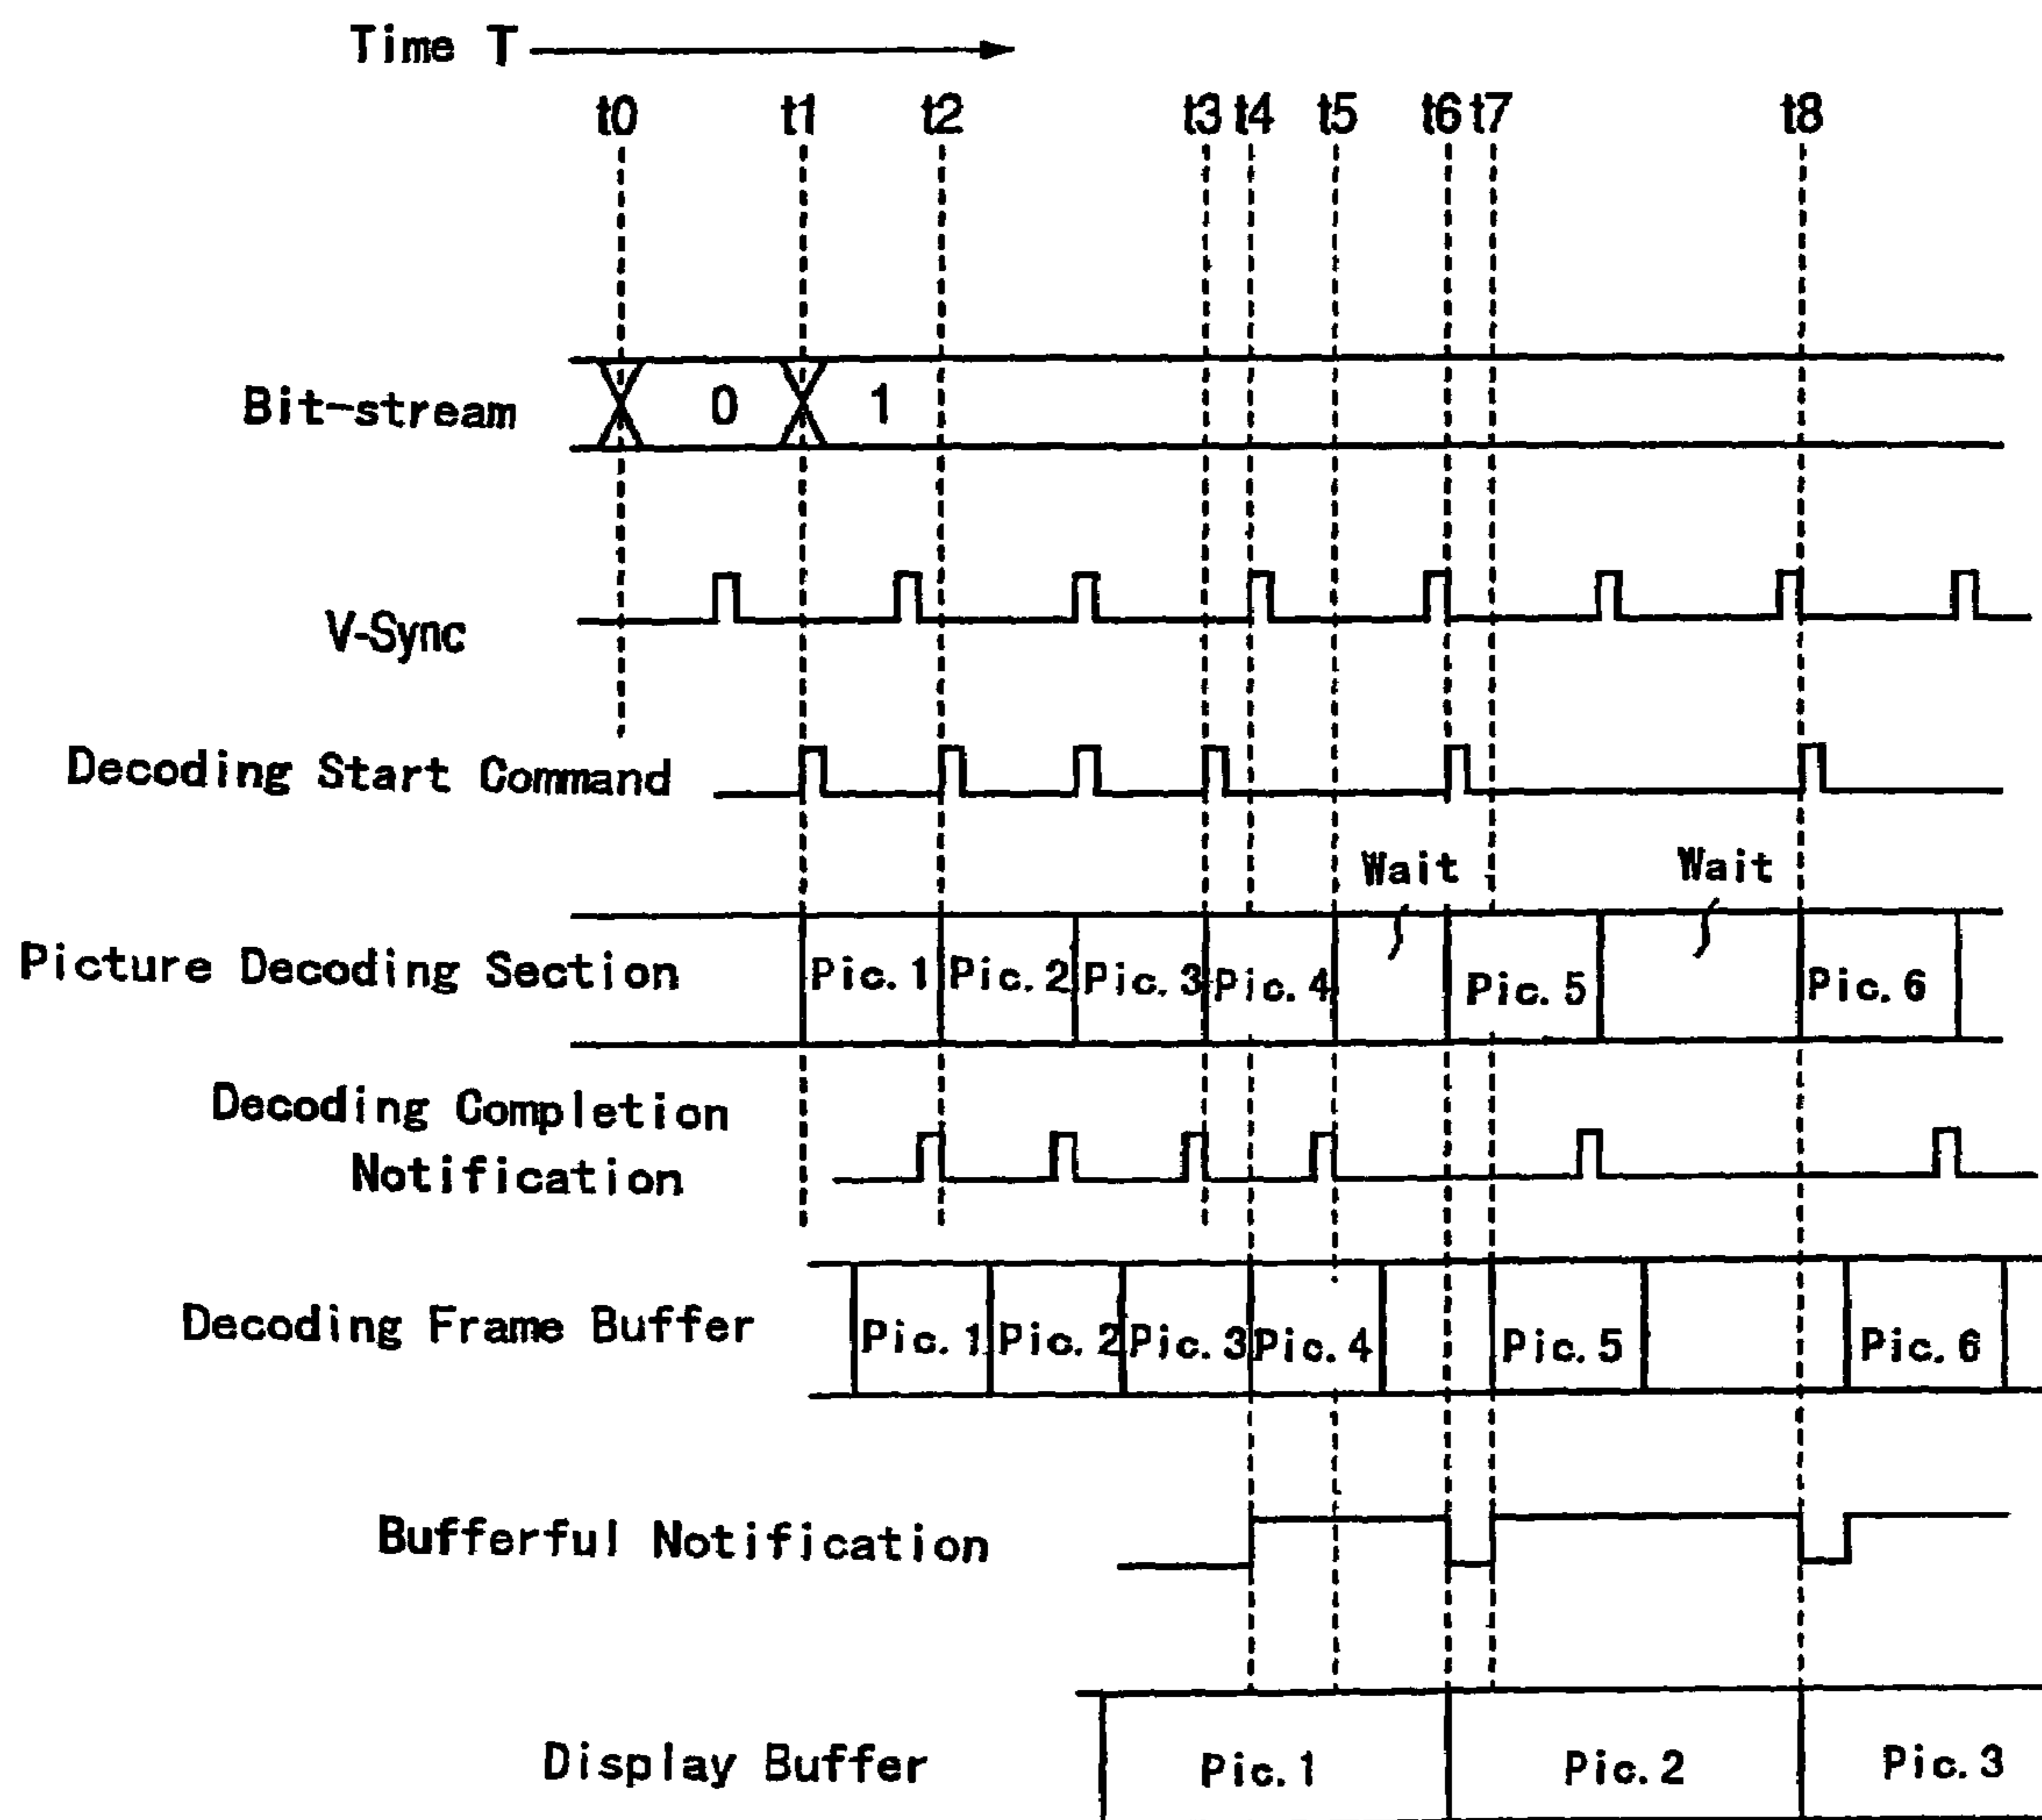 Time T
t0 t1 t2 t3 t4 t5 t6 t7 t8
Bit-stream 0 1
V-Sync
Decoding Start Command
Wait Wait
Picture Decoding Section Pic. 1 Pic. 2 Pic. 3 Pic. 4 Pic. 5 Pic. 6
Decoding Completion
Notification
Decoding Frame Buffer Pic. 1 Pic. 2 Pic. 3 Pic. 4 Pic. 5 Pic. 6
Bufferful Notification
Display Buffer Pic. 1 Pic. 2 Pic. 3